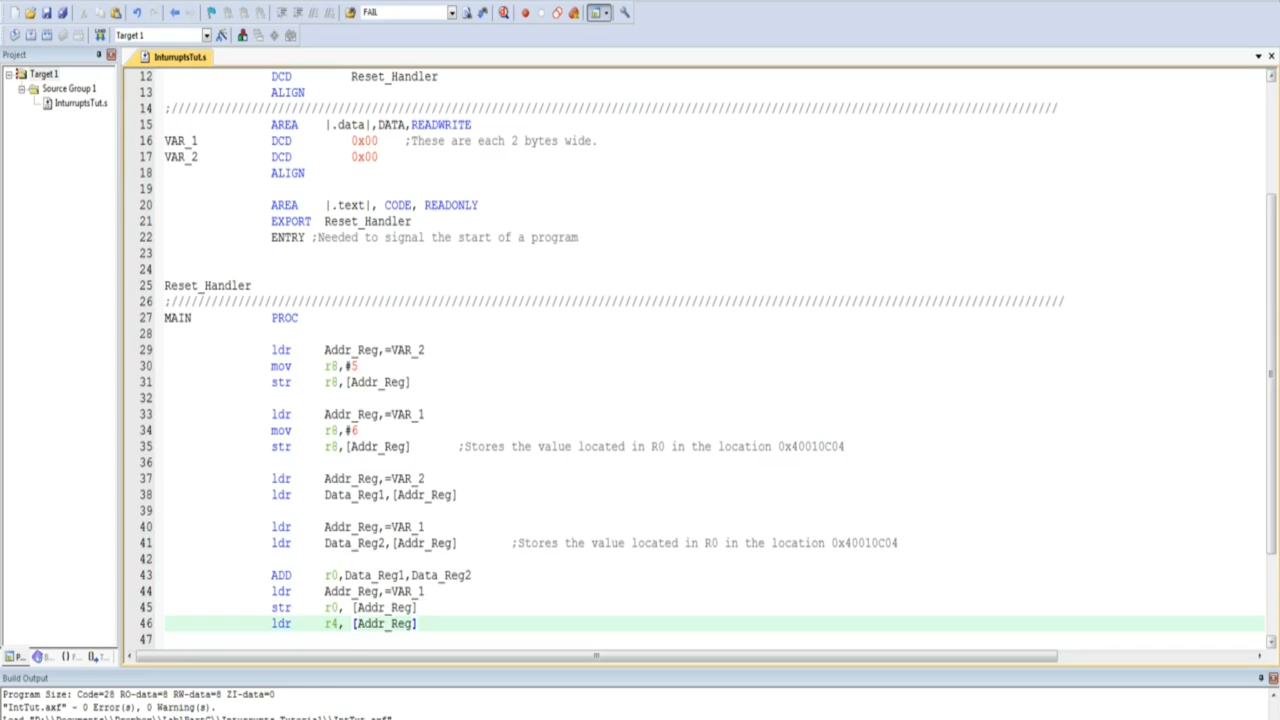 FAIL
Target 1
Project
InturruptsTut.s
Target 1
Source Group 1
InturruptsTut.s
12 DCD Reset_Handler
13 ALIGN
14 ;//////////////////////////////////////////////////////////////////////////////////////////////////////////////////////////////////
15 AREA |.data|,DATA,READWRITE
16 VAR_1 DCD 0x00 ;These are each 2 bytes wide.
17 VAR_2 DCD 0x00
18 ALIGN
19
20 AREA |.text|, CODE, READONLY
21 EXPORT Reset_Handler
22 ENTRY ;Needed to signal the start of a program
23
24
25 Reset_Handler
26 ;///////////////////////////////////////////////////////////////////////////////////////////////////////////////////////////////////
27 MAIN PROC
28
29 ldr Addr_Reg,=VAR_2
30 mov r8,#5
31 str r8,[Addr_Reg]
32
33 ldr Addr_Reg,=VAR_1
34 mov r8,#6
35 str r8,[Addr_Reg] ;Stores the value located in R0 in the location 0x40010C04
36
37 ldr Addr_Reg,=VAR_2
38 ldr Data_Reg1,[Addr_Reg]
39
40 ldr Addr_Reg,=VAR_1
41 ldr Data_Reg2,[Addr_Reg] ;Stores the value located in R0 in the location 0x40010C04
42
43 ADD r0,Data_Reg1,Data_Reg2
44 ldr Addr_Reg,=VAR_1
45 str r0, [Addr_Reg]
46 ldr r4, [Addr_Reg]
47
P... B... {} F... T...
Build Output
Program Size: Code=28 RO-data=8 RW-data=8 ZI-data=0
"IntTut.axf" - 0 Error(s), 0 Warning(s).